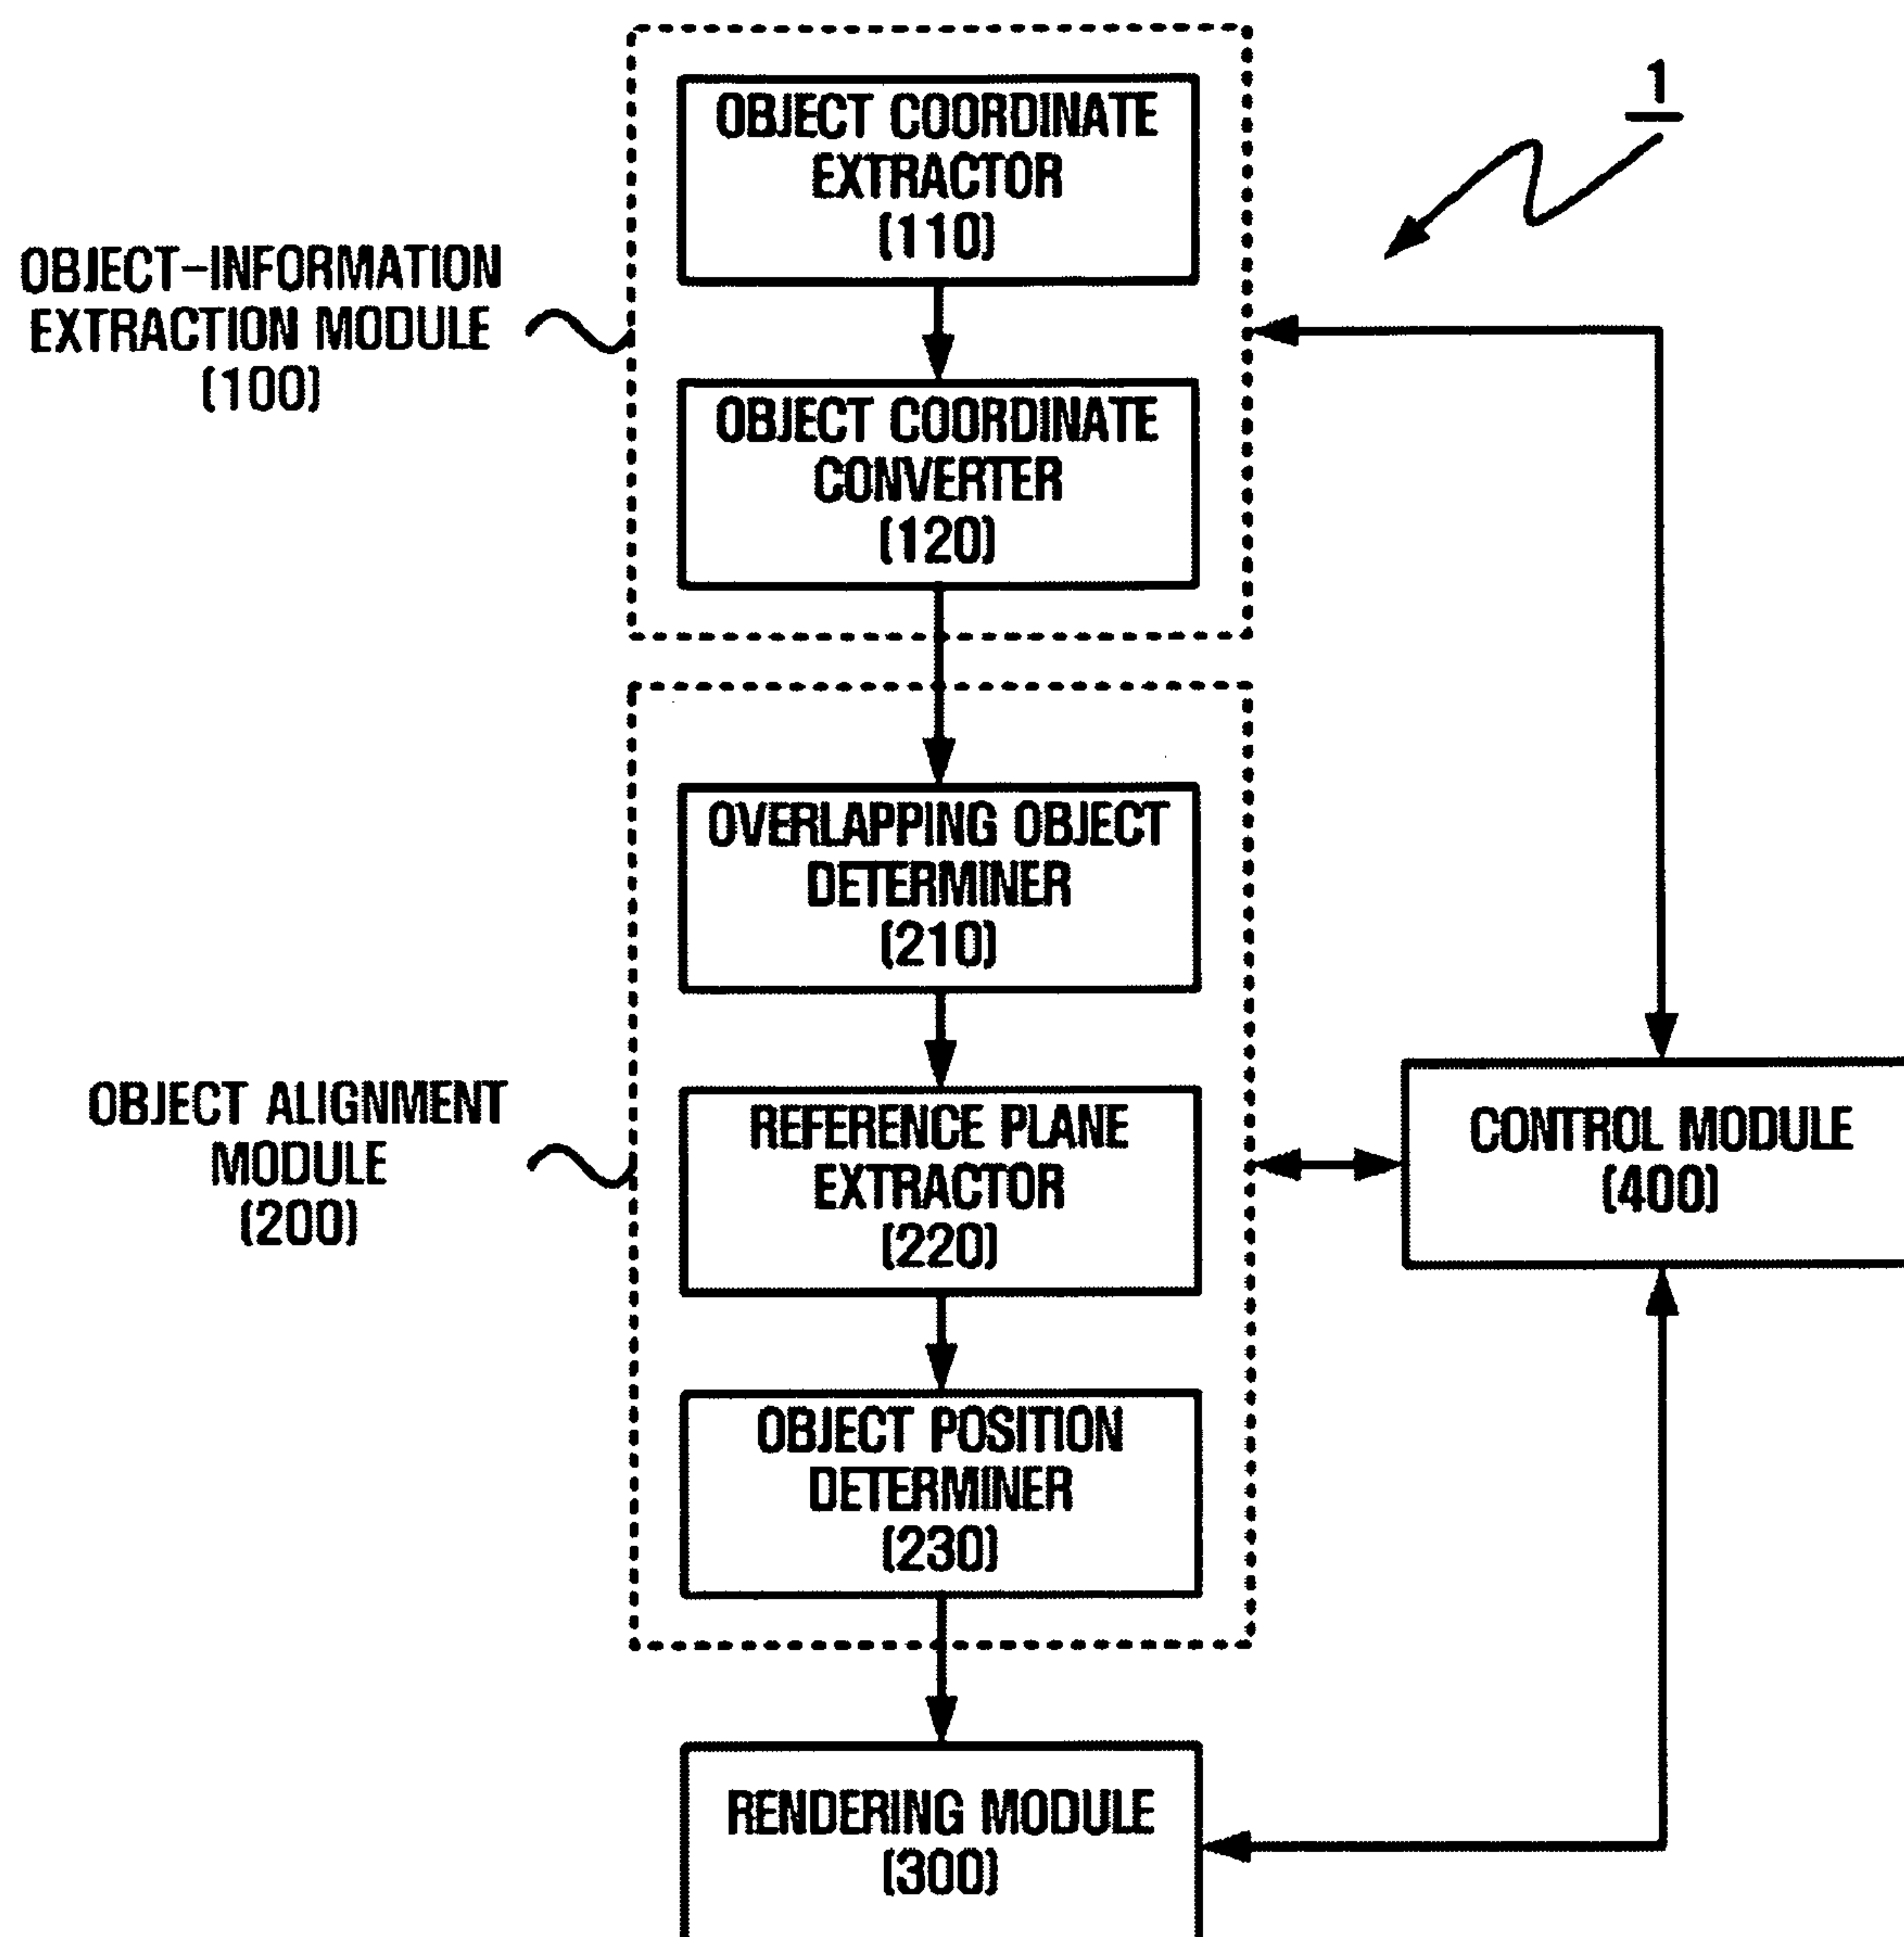 1
OBJECT COORDINATE
EXTRACTOR
(110)
OBJECT-INFORMATION
EXTRACTION MODULE
(100)
OBJECT COORDINATE
CONVERTER
(120)
OVERLAPPING OBJECT
DETERMINER
(210)
OBJECT ALIGNMENT
MODULE
(200)
REFERENCE PLANE
EXTRACTOR
(220)
CONTROL MODULE
(400)
OBJECT POSITION
DETERMINER
(230)
RENDERING MODULE
(300)